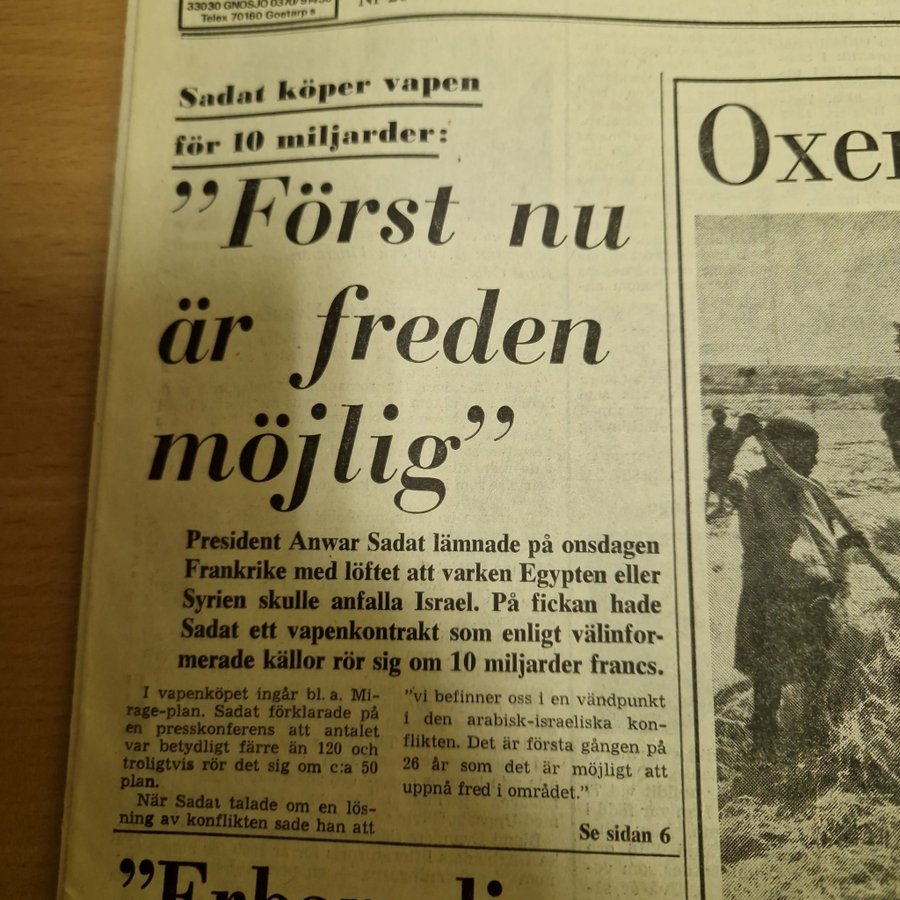 33030 GNOSJÖ
Telex 70160 Goetarp s
Sadat köper vapen
för 10 miljarder:
”Först nu
är freden
möjlig”
President Anwar Sadat lämnade på onsdagen
Frankrike med löftet att varken Egypten eller
Syrien skulle anfalla Israel. På fickan hade
Sadat ett vapenkontrakt som enligt välinfor-
merade källor rör sig om 10 miljarder francs.
I vapenköpet ingår bl. a. Mi-
rage-plan. Sadat förklarade på
en presskonferens att antalet
var betydligt färre än 120 och
troligtvis rör det sig om c:a 50
plan.
När Sadat talade om en lös-
ning av konflikten sade han att
”vi befinner oss i en vändpunkt
i den arabisk-israeliska kon-
flikten. Det är första gången på
26 år som det är möjligt att
uppnå fred i området.”
Se sidan 6
Oxen